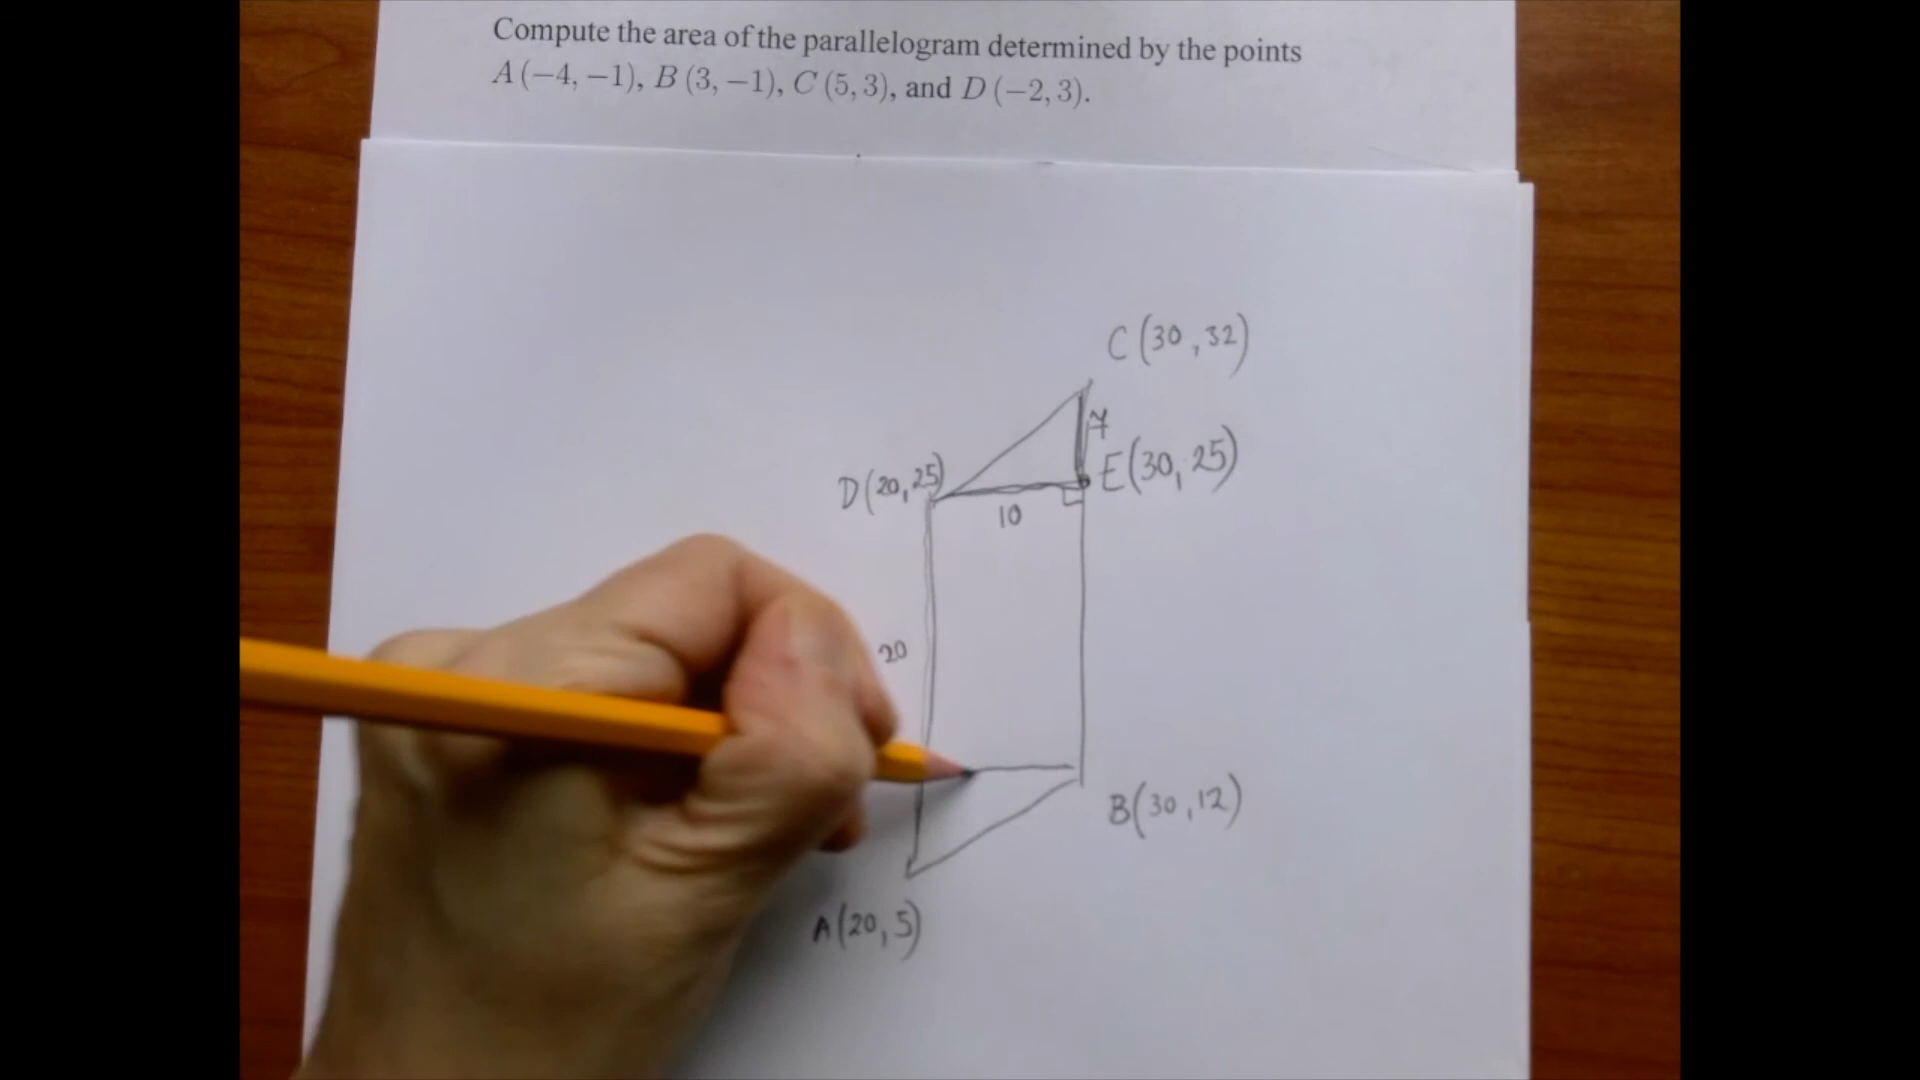 Compute the area of the parallelogram determined by the points
A (−4, −1), B (3, −1), C (5, 3), and D (−2, 3).
C (30, 32)
7
D (20, 25)
E (30, 25)
10
20
B (30, 12)
A (20, 5)